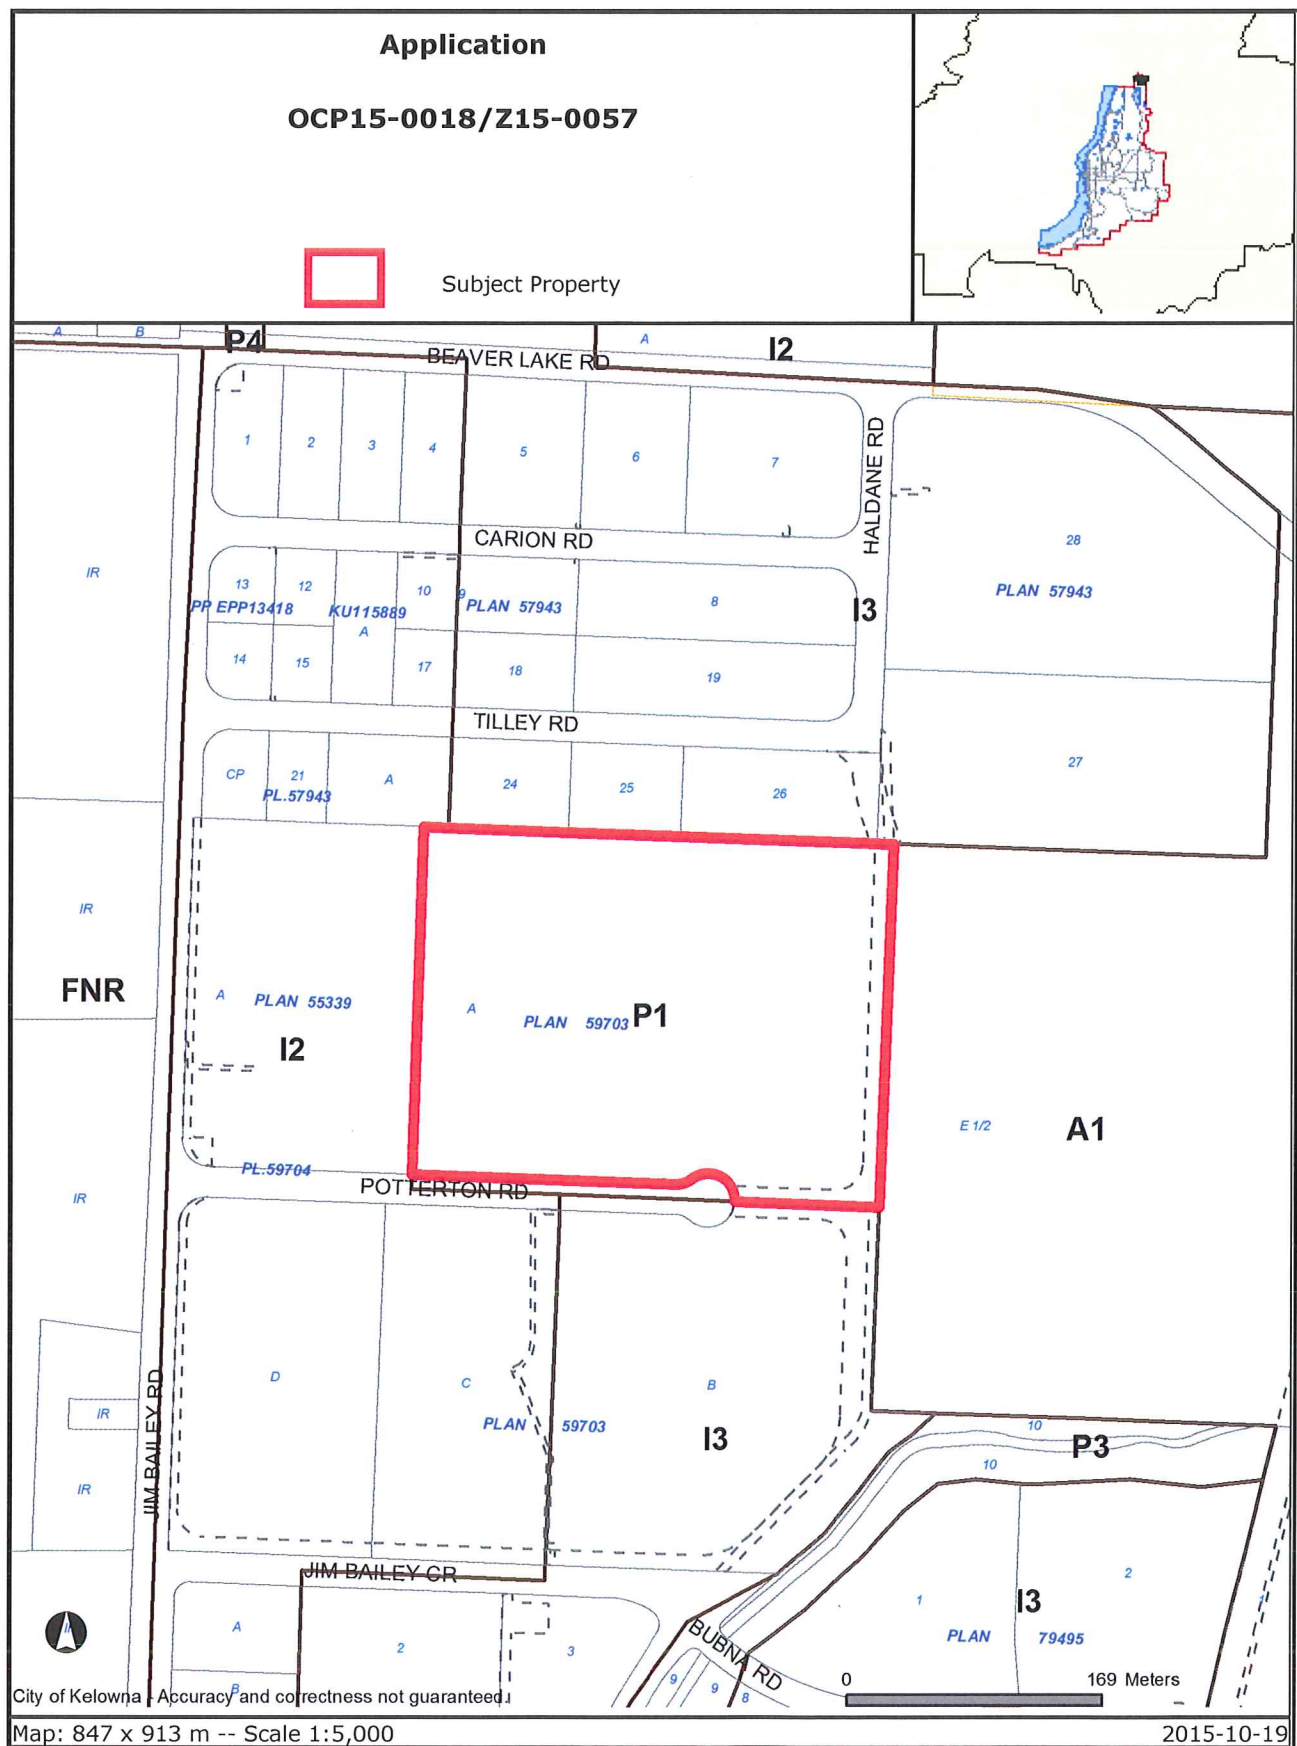 Application
OCP15-0018/Z15-0057
Subject Property
A
B
P4
BEAVER LAKE RD
A
I2
1
2
3
4
5
6
7
HALDANE RD
28
PLAN 57943
CARION RD
IR
13
12
10
9
PLAN 57943
8
I3
PP EPP13418
KU115889
A
14
15
17
18
19
TILLEY RD
27
CP
21
A
24
25
26
PL.57943
IR
FNR
A
PLAN 55339
A
PLAN 59703
P1
I2
E 1/2
A1
PL.59704
POTTERTON RD
IR
D
C
B
JIM BAILEY RD
IR
PLAN 59703
I3
10
P3
10
IR
JIM BAILEY CR
1
I3
2
PLAN 79495
A
2
3
BUBNA RD
B
9
9
8
0
169 Meters
City of Kelowna - Accuracy and correctness not guaranteed.
Map: 847 x 913 m -- Scale 1:5,000
2015-10-19